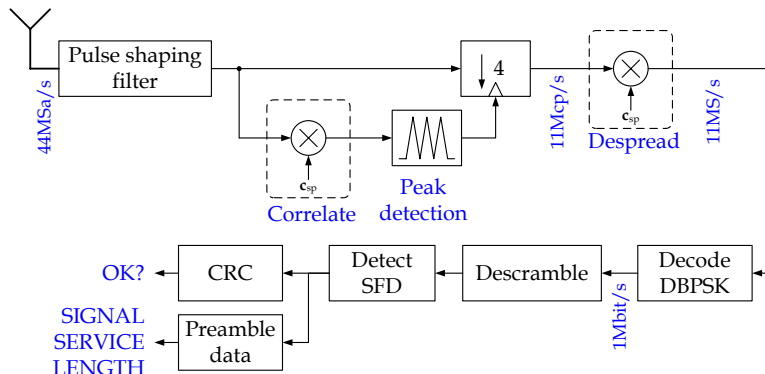 44MSa/s
Pulse shaping
filter
↓ 4
11Mcp/s
c_sp
Despread
11MS/s
c_sp
Correlate
Peak
detection
OK?
CRC
Detect
SFD
Descramble
1Mbit/s
Decode
DBPSK
SIGNAL
SERVICE
LENGTH
Preamble
data